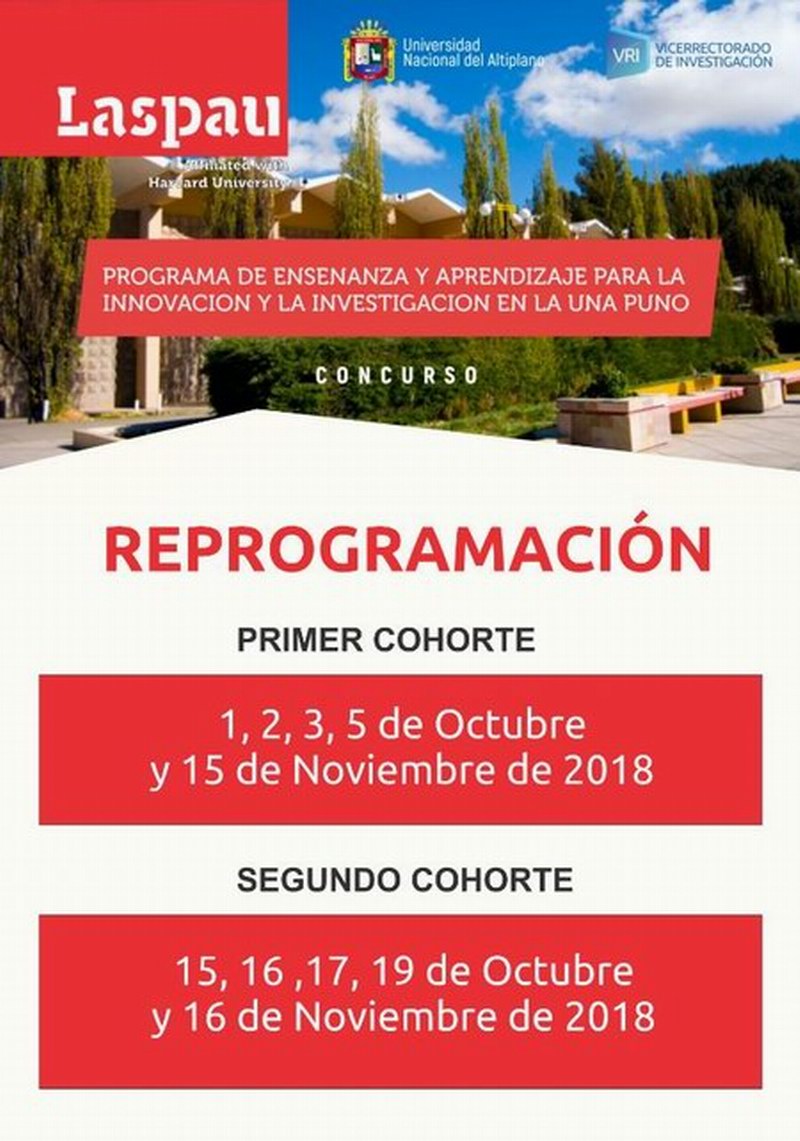 Laspau
Affiliated with
Harvard University
Universidad
Nacional del Altiplano
VRI
VICERRECTORADO
DE INVESTIGACIÓN
PROGRAMA DE ENSENANZA Y APRENDIZAJE PARA LA
INNOVACION Y LA INVESTIGACION EN LA UNA PUNO
CONCURSO
REPROGRAMACIÓN
PRIMER COHORTE
1, 2, 3, 5 de Octubre
y 15 de Noviembre de 2018
SEGUNDO COHORTE
15, 16 ,17, 19 de Octubre
y 16 de Noviembre de 2018